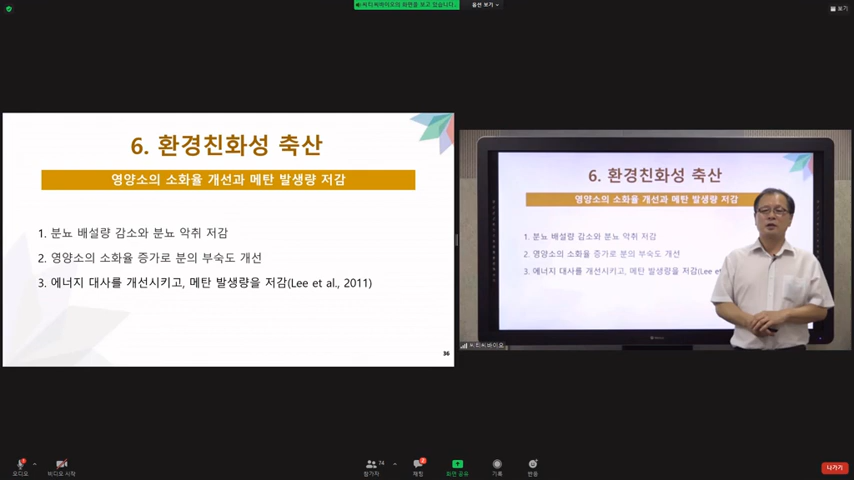 씨티씨바이오의 화면을 보고 있습니다.
옵션 보기
보기
6. 환경친화성 축산
영양소의 소화율 개선과 메탄 발생량 저감
1. 분뇨 배설량 감소와 분뇨 악취 저감
2. 영양소의 소화율 증가로 분의 부숙도 개선
3. 에너지 대사를 개선시키고, 메탄 발생량을 저감(Lee et al., 2011)
36
6. 환경친화성 축산
영양소의 소화율 개선과 메탄 발생량 저감
1. 분뇨 배설량 감소와 분뇨 악취 저감
2. 영양소의 소화율 증가로 분의 부숙도 개선
3. 에너지 대사를 개선시키고, 메탄 발생량을 저감(Lee et
씨티씨바이오
오디오
비디오 시작
참가자
74
채팅
2
화면 공유
기록
반응
나가기